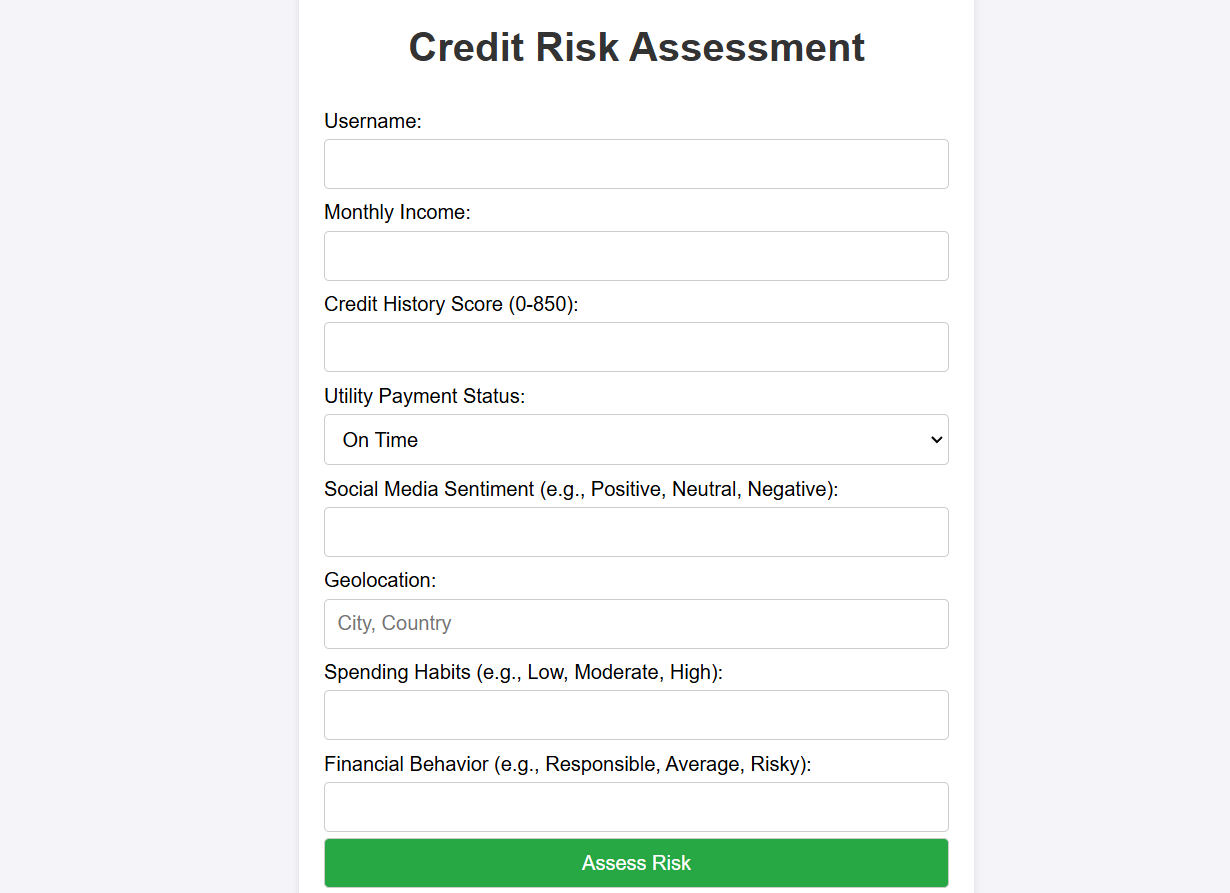 Credit Risk Assessment
Username:
Monthly Income:
Credit History Score (0-850):
Utility Payment Status:
On Time
Social Media Sentiment (e.g., Positive, Neutral, Negative):
Geolocation:
City, Country
Spending Habits (e.g., Low, Moderate, High):
Financial Behavior (e.g., Responsible, Average, Risky):
Assess Risk